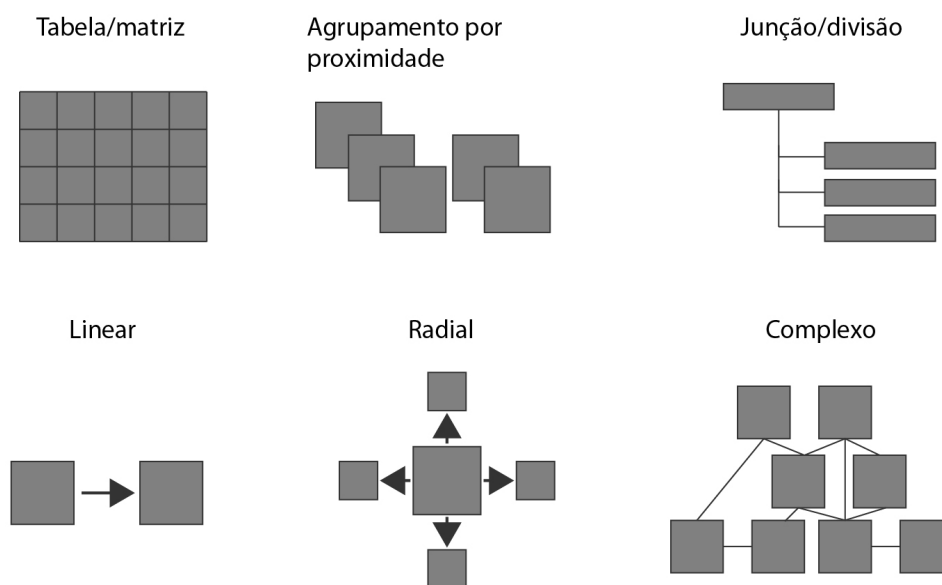 Tabela/matriz
Agrupamento por
proximidade
Junção/divisão
Linear
Radial
Complexo